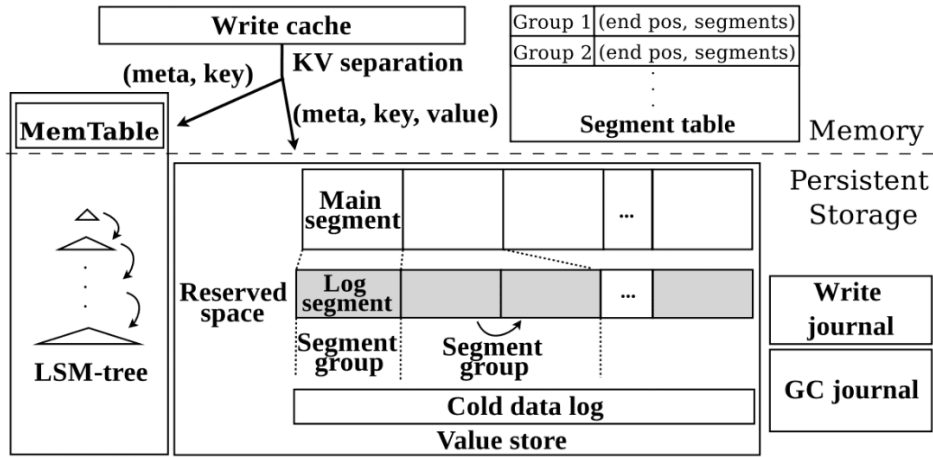 Write cache
KV separation
(meta, key)
(meta, key, value)
Group 1 (end pos, segments)
Group 2 (end pos, segments)
.
.
.
Segment table
MemTable
Memory
Persistent
Storage
Main
segment
...
Reserved
space
Log
segment
...
Segment
group
Segment
group
.
.
.
LSM-tree
Write
journal
GC journal
Cold data log
Value store